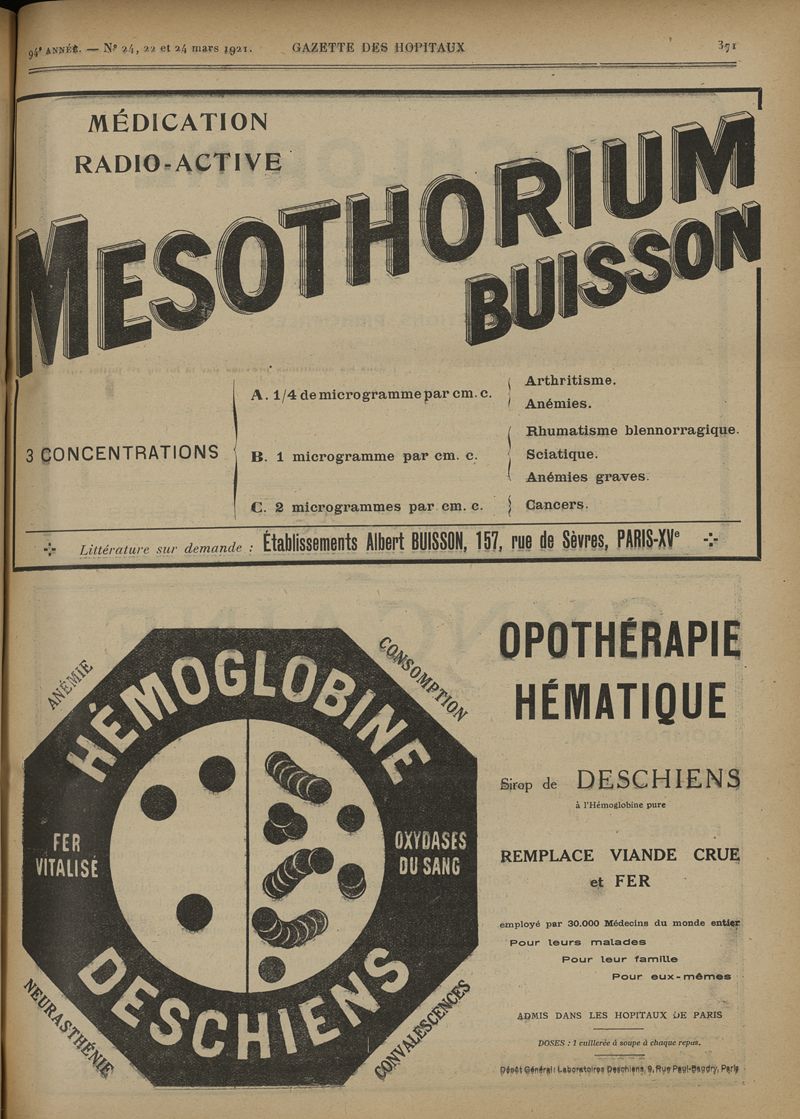 94e ANNÉE. — No 24, 22 et 24 mars 1921. GAZETTE DES HOPITAUX 371
MÉDICATION
RADIO-ACTIVE
MESOTHORIUM
BUISSON
3 CONCENTRATIONS
A. 1/4 de microgramme par cm. c.
Arthritisme.
Anémies.
B. 1 microgramme par cm. c.
Rhumatisme blennorragique.
Sciatique.
Anémies graves.
C. 2 microgrammes par cm. c.
Cancers.
Littérature sur demande : Établissements Albert BUISSON, 157, rue de Sèvres, PARIS-XVe
ANÉMIE
CONSOMPTION
HÉMOGLOBINE
FER
VITALISÉ
OXYDASES
DU SANG
DESCHIENS
NEURASTHÉNIE
CONVALESCENCES
OPOTHÉRAPIE
HÉMATIQUE
Sirop de DESCHIENS
à l'Hémoglobine pure
REMPLACE VIANDE CRUE
et FER
employé par 30.000 Médecins du monde entier
Pour leurs malades
Pour leur famille
Pour eux-mêmes
ADMIS DANS LES HOPITAUX DE PARIS
DOSES : 1 cuillerée à soupe à chaque repas.
Dépôt Général : Laboratoires Deschiens, 9, Rue Paul-Baudry, Paris